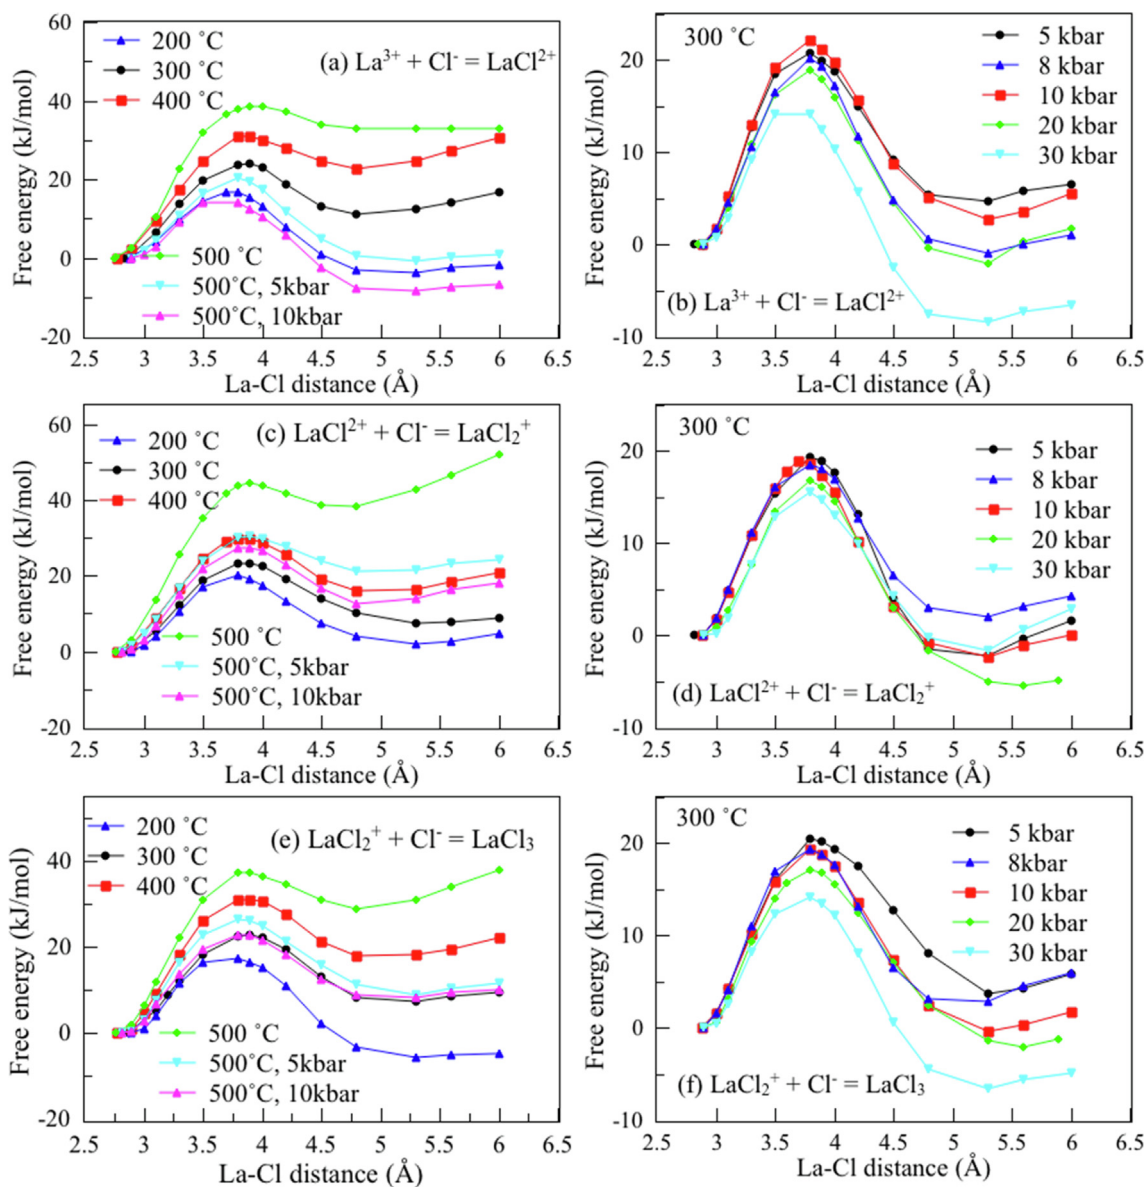 60
40
20
0
-20
Free energy (kJ/mol)
200 ˚C
300 ˚C
400 ˚C
(a) La³⁺ + Cl⁻ = LaCl²⁺
500 ˚C
500˚C, 5kbar
500˚C, 10kbar
2.5 3 3.5 4 4.5 5 5.5 6 6.5
La-Cl distance (Å)
20
10
0
-10
Free energy (kJ/mol)
300 ˚C
5 kbar
8 kbar
10 kbar
20 kbar
30 kbar
(b) La³⁺ + Cl⁻ = LaCl²⁺
2.5 3 3.5 4 4.5 5 5.5 6 6.5
La-Cl distance (Å)
60
40
20
0
-20
Free energy (kJ/mol)
(c) LaCl²⁺ + Cl⁻ = LaCl₂⁺
200 ˚C
300 ˚C
400 ˚C
500 ˚C
500˚C, 5kbar
500˚C, 10kbar
2.5 3 3.5 4 4.5 5 5.5 6 6.5
La-Cl distance (Å)
20
10
0
-10
Free energy (kJ/mol)
300 ˚C
5 kbar
8 kbar
10 kbar
20 kbar
30 kbar
(d) LaCl²⁺ + Cl⁻ = LaCl₂⁺
2.5 3 3.5 4 4.5 5 5.5 6 6.5
La-Cl distance (Å)
40
20
0
-20
Free energy (kJ/mol)
200 ˚C
300 ˚C
400 ˚C
(e) LaCl₂⁺ + Cl⁻ = LaCl₃
500 ˚C
500˚C, 5kbar
500˚C, 10kbar
2.5 3 3.5 4 4.5 5 5.5 6 6.5
La-Cl distance (Å)
20
10
0
-10
Free energy (kJ/mol)
300 ˚C
5 kbar
8kbar
10 kbar
20 kbar
30 kbar
(f) LaCl₂⁺ + Cl⁻ = LaCl₃
2.5 3 3.5 4 4.5 5 5.5 6 6.5
La-Cl distance (Å)